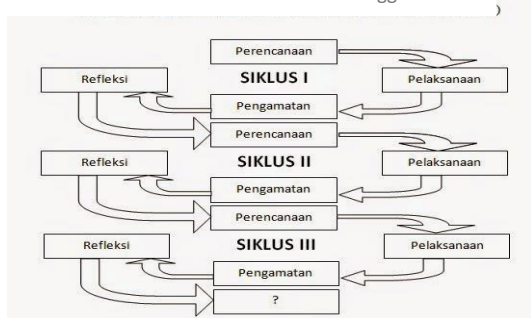 )
Perencanaan
Refleksi SIKLUS I Pelaksanaan
Pengamatan
Perencanaan
Refleksi SIKLUS II Pelaksanaan
Pengamatan
Perencanaan
Refleksi SIKLUS III Pelaksanaan
Pengamatan
?